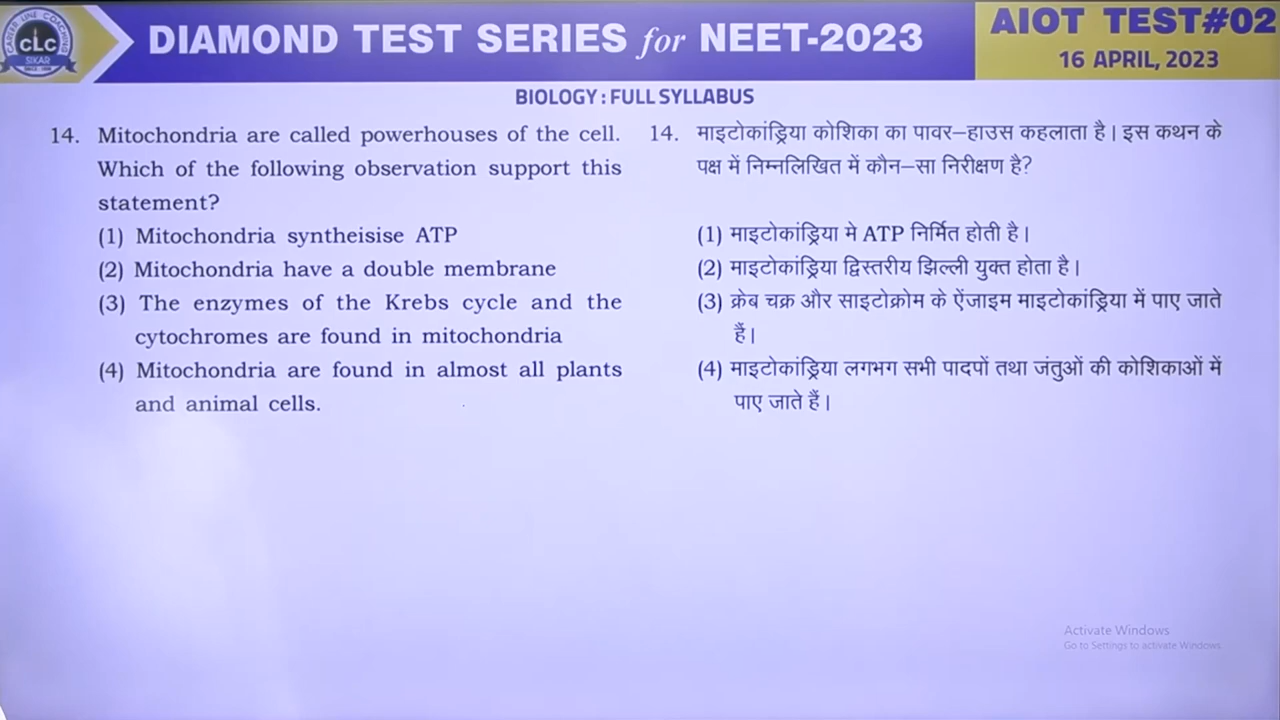 CAREER LINE COACHING
CLC
SIKAR
DIAMOND TEST SERIES for NEET-2023
AIOT TEST#02
16 APRIL, 2023
BIOLOGY : FULL SYLLABUS
14. Mitochondria are called powerhouses of the cell.
Which of the following observation support this
statement?
(1) Mitochondria syntheisise ATP
(2) Mitochondria have a double membrane
(3) The enzymes of the Krebs cycle and the
cytochromes are found in mitochondria
(4) Mitochondria are found in almost all plants
and animal cells.
14. माइटोकांड्रिया कोशिका का पावर–हाउस कहलाता है। इस कथन के
पक्ष में निम्नलिखित में कौन–सा निरीक्षण है?
(1) माइटोकांड्रिया मे ATP निर्मित होती है।
(2) माइटोकांड्रिया द्विस्तरीय झिल्ली युक्त होता है।
(3) क्रेब चक्र और साइटोक्रोम के ऐंजाइम माइटोकांड्रिया में पाए जाते
हैं।
(4) माइटोकांड्रिया लगभग सभी पादपों तथा जंतुओं की कोशिकाओं में
पाए जाते हैं।
Activate Windows
Go to Settings to activate Windows.